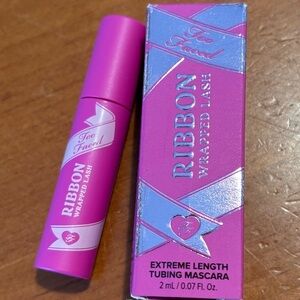 Too
Faced
RIBBON
WRAPPED LASH
Too
Faced
RIBBON
WRAPPED LASH
EXTREME LENGTH
TUBING MASCARA
2 mL / 0.07 Fl. Oz.